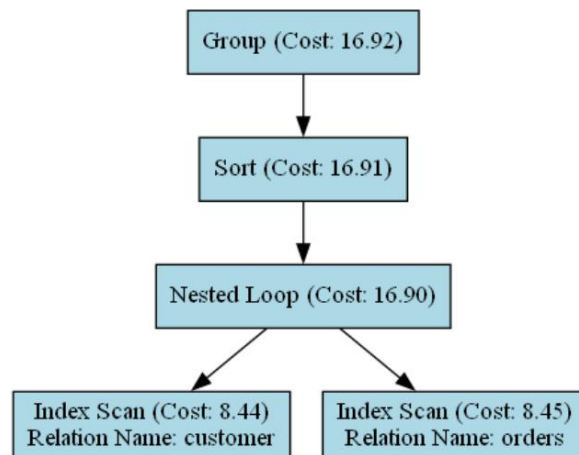 Group (Cost: 16.92)
Sort (Cost: 16.91)
Nested Loop (Cost: 16.90)
Index Scan (Cost: 8.44)
Relation Name: customer
Index Scan (Cost: 8.45)
Relation Name: orders